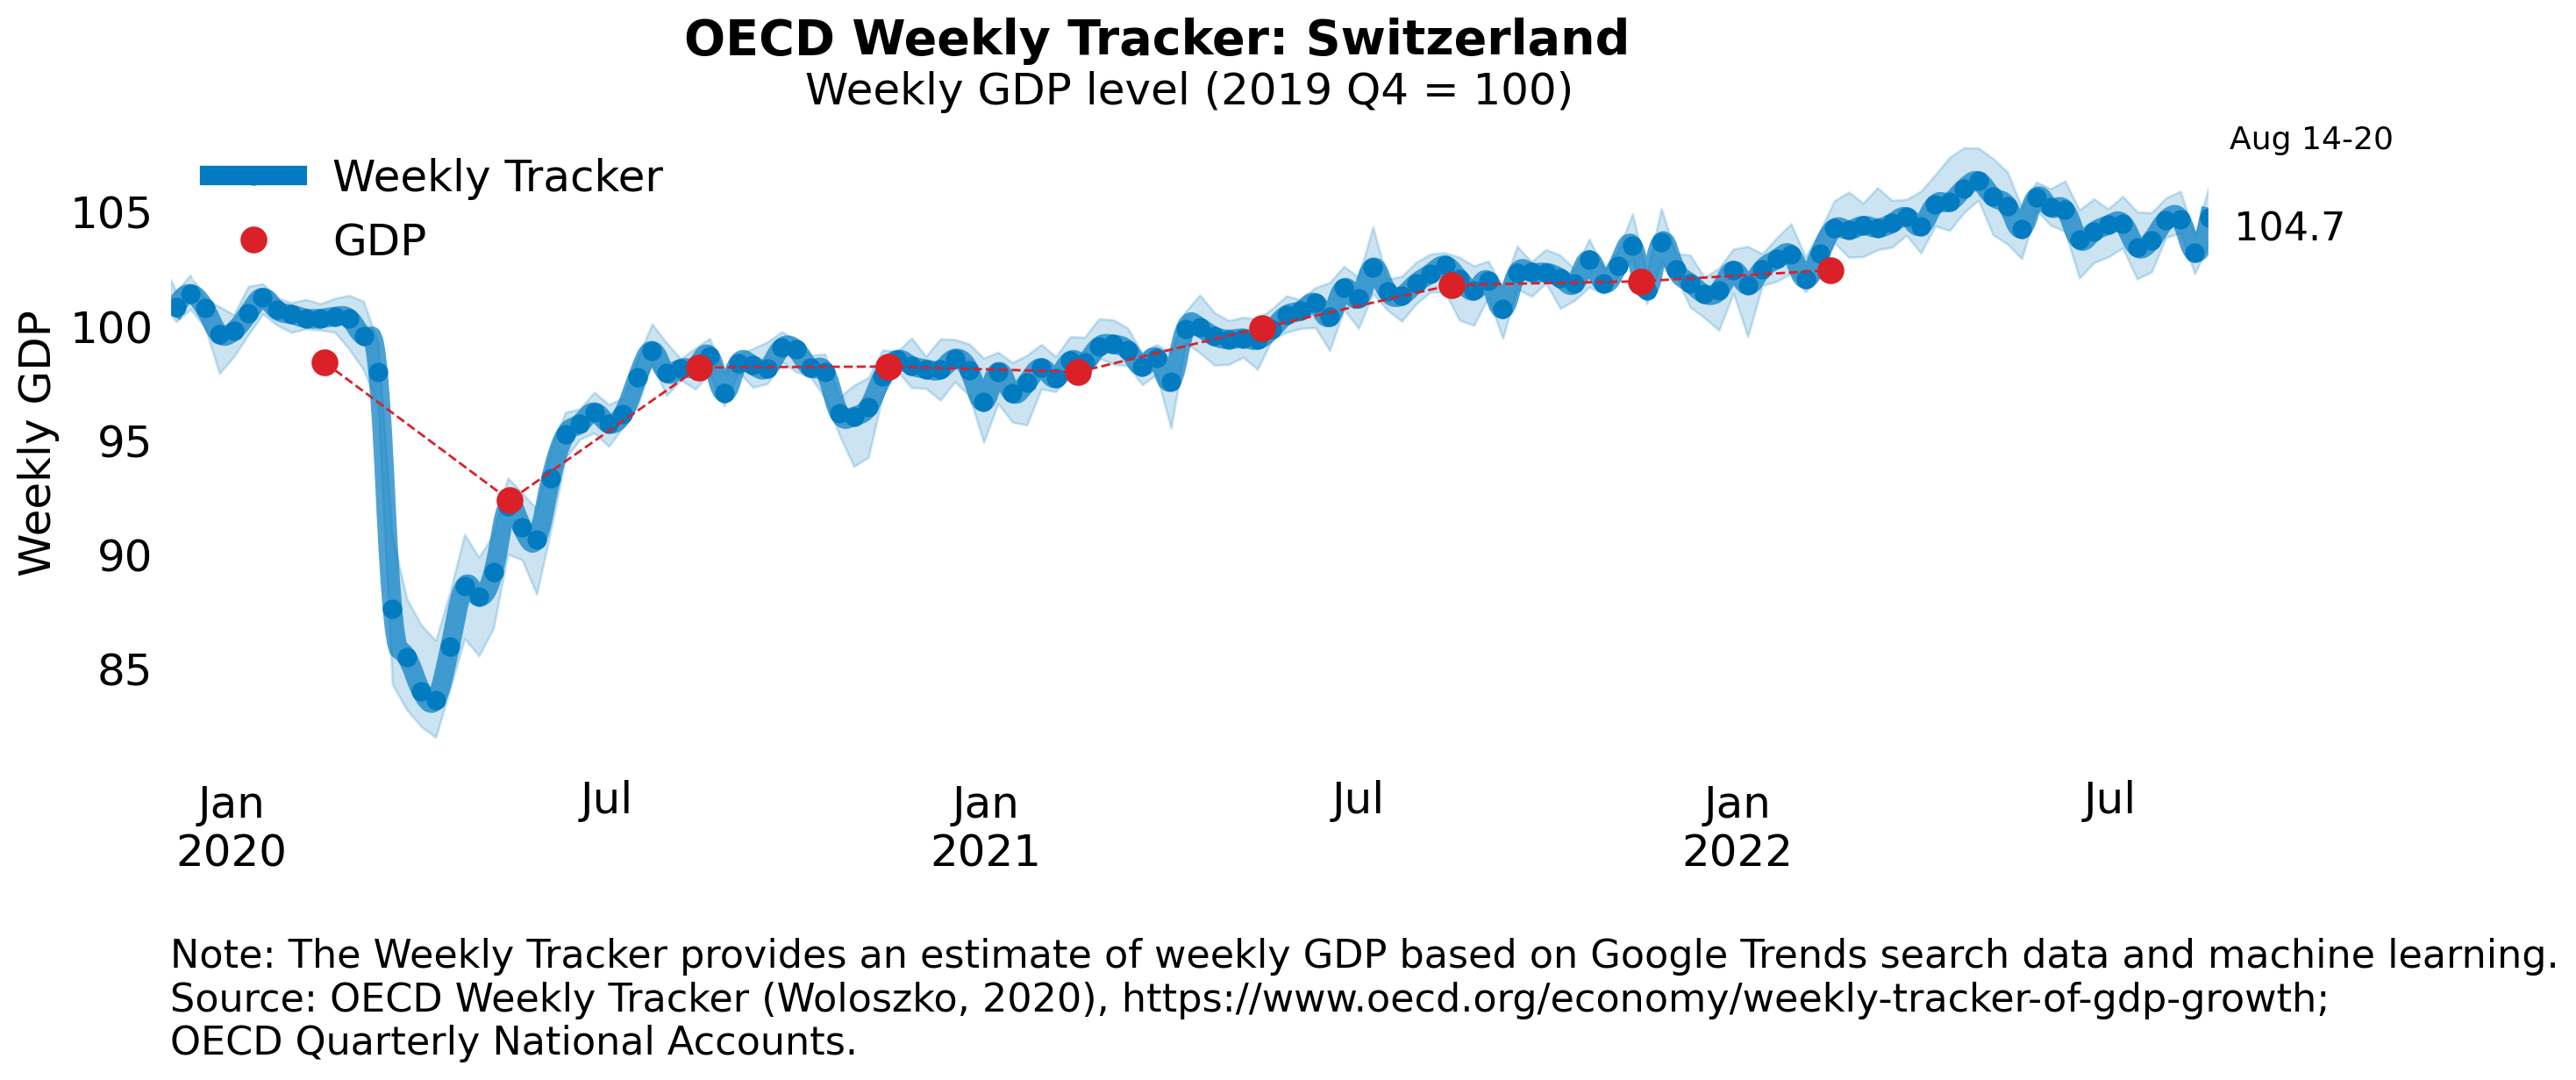 OECD Weekly Tracker: Switzerland
Weekly GDP level (2019 Q4 = 100)
Aug 14-20
Weekly Tracker
GDP
104.7
Weekly GDP
105
100
95
90
85
Jan
2020
Jul
Jan
2021
Jul
Jan
2022
Jul
Note: The Weekly Tracker provides an estimate of weekly GDP based on Google Trends search data and machine learning.
Source: OECD Weekly Tracker (Woloszko, 2020), https://www.oecd.org/economy/weekly-tracker-of-gdp-growth;
OECD Quarterly National Accounts.